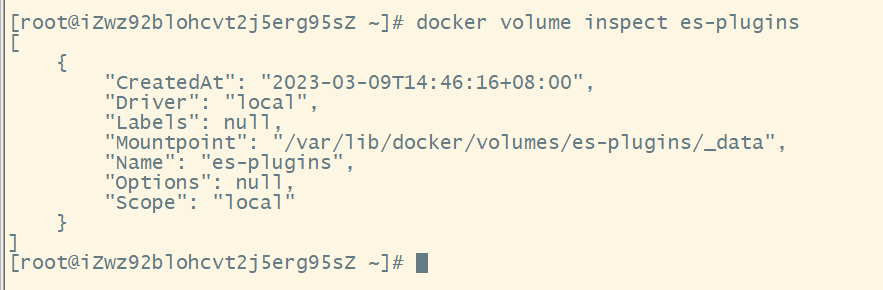 [root@iZwz92blohcvt2j5erg95sZ ~]# docker volume inspect es-plugins
[
    {
        "CreatedAt": "2023-03-09T14:46:16+08:00",
        "Driver": "local",
        "Labels": null,
        "Mountpoint": "/var/lib/docker/volumes/es-plugins/_data",
        "Name": "es-plugins",
        "Options": null,
        "Scope": "local"
    }
]
[root@iZwz92blohcvt2j5erg95sZ ~]#